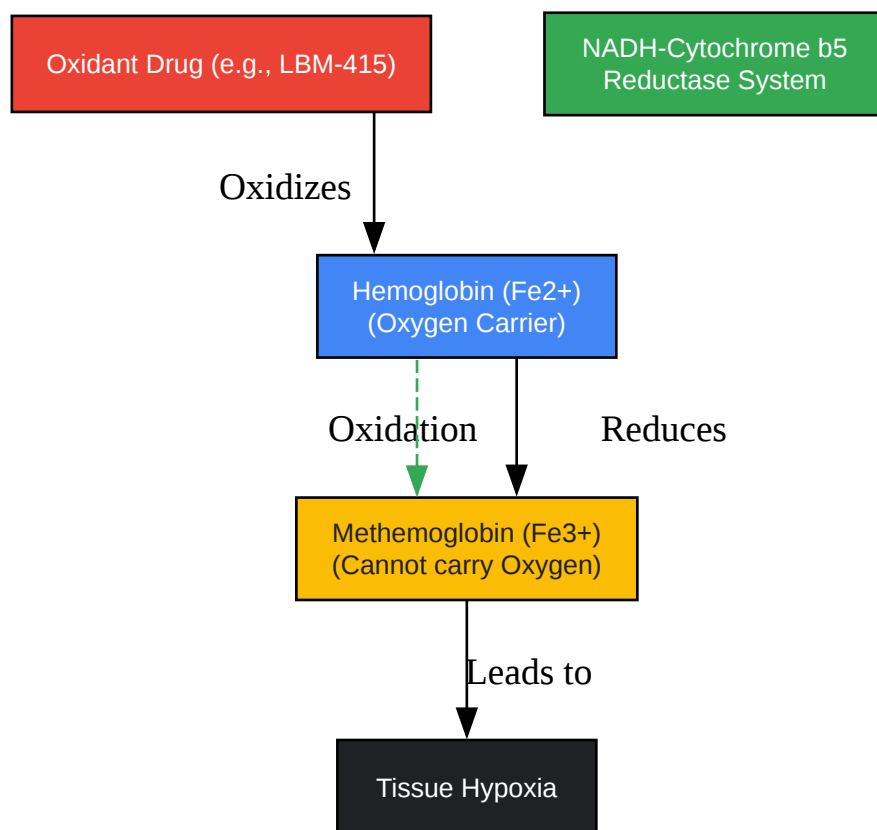 Oxidant Drug (e.g., LBM-415)
NADH-Cytochrome b5
Reductase System
Oxidizes
Hemoglobin (Fe2+)
(Oxygen Carrier)
Oxidation
Reduces
Methemoglobin (Fe3+)
(Cannot carry Oxygen)
Leads to
Tissue Hypoxia